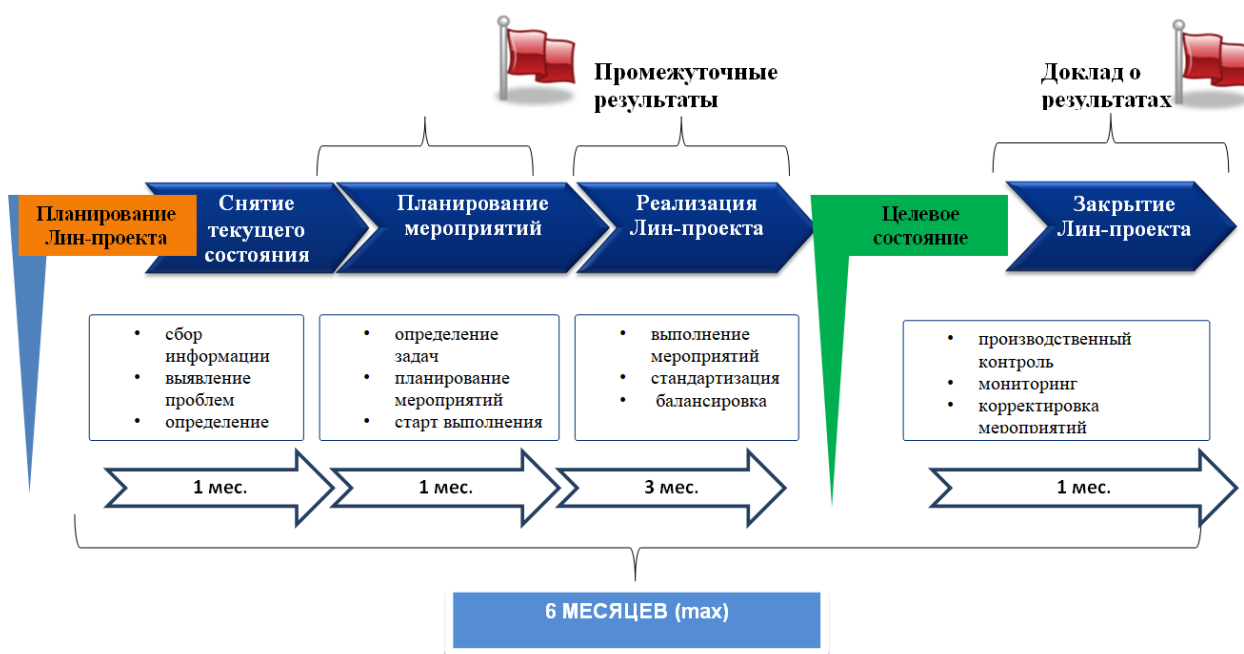 Промежуточные
результаты
Доклад о
результатах
Планирование
Лин-проекта
Снятие
текущего
состояния
Планирование
мероприятий
Реализация
Лин-проекта
Целевое
состояние
Закрытие
Лин-проекта
• сбор
информации
• выявление
проблем
• определение
• определение
задач
• планирование
мероприятий
• старт выполнения
• выполнение
мероприятий
• стандартизация
• балансировка
• производственный
контроль
• мониторинг
• корректировка
мероприятий
1 мес.
1 мес.
3 мес.
1 мес.
6 МЕСЯЦЕВ (max)